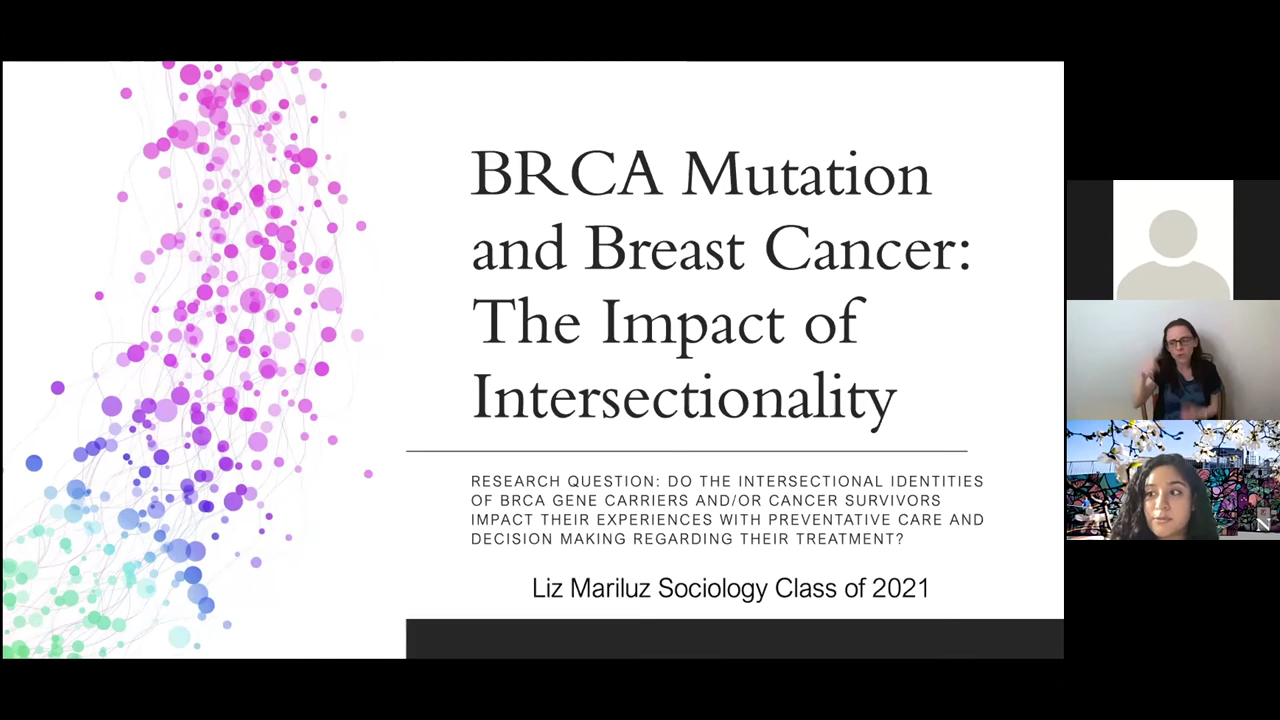 BRCA Mutation
and Breast Cancer:
The Impact of
Intersectionality
RESEARCH QUESTION: DO THE INTERSECTIONAL IDENTITIES
OF BRCA GENE CARRIERS AND/OR CANCER SURVIVORS
IMPACT THEIR EXPERIENCES WITH PREVENTATIVE CARE AND
DECISION MAKING REGARDING THEIR TREATMENT?
Liz Mariluz Sociology Class of 2021
N